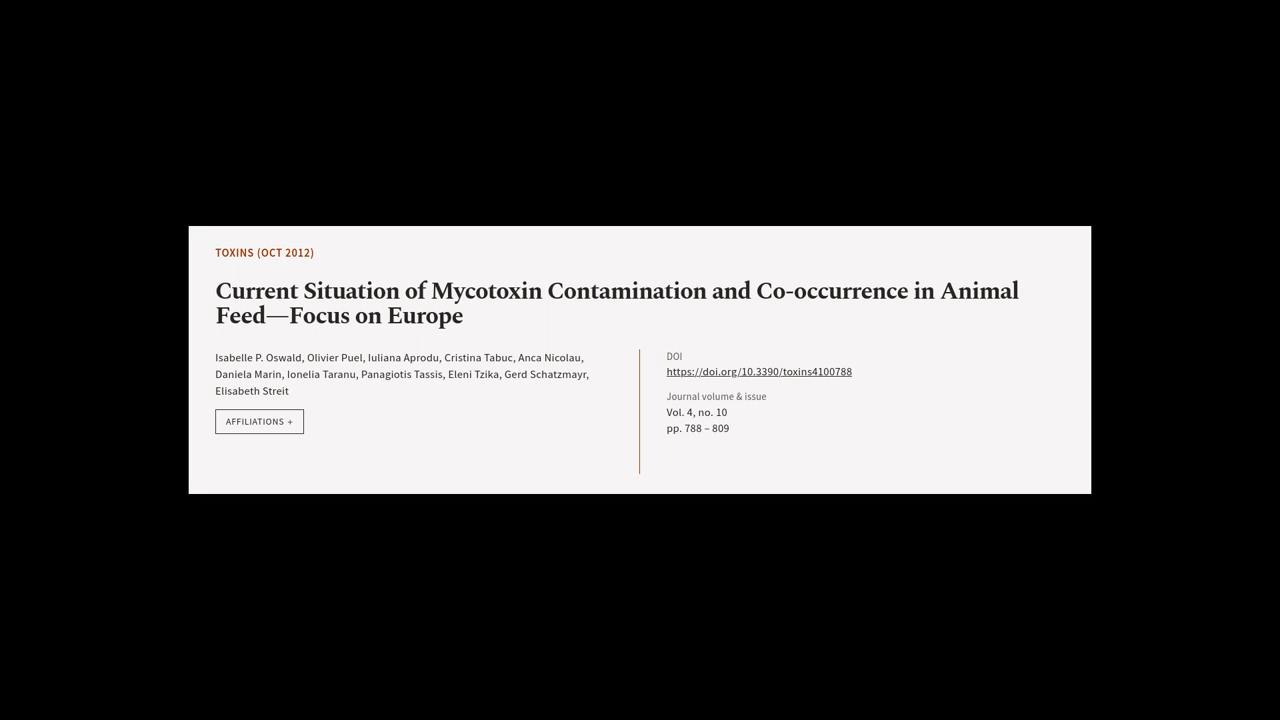 TOXINS (OCT 2012)
Current Situation of Mycotoxin Contamination and Co-occurrence in Animal
Feed—Focus on Europe
Isabelle P. Oswald, Olivier Puel, Iuliana Aprodu, Cristina Tabuc, Anca Nicolau,
Daniela Marin, Ionelia Taranu, Panagiotis Tassis, Eleni Tzika, Gerd Schatzmayr,
Elisabeth Streit
AFFILIATIONS +
DOI
https://doi.org/10.3390/toxins4100788
Journal volume & issue
Vol. 4, no. 10
pp. 788 – 809